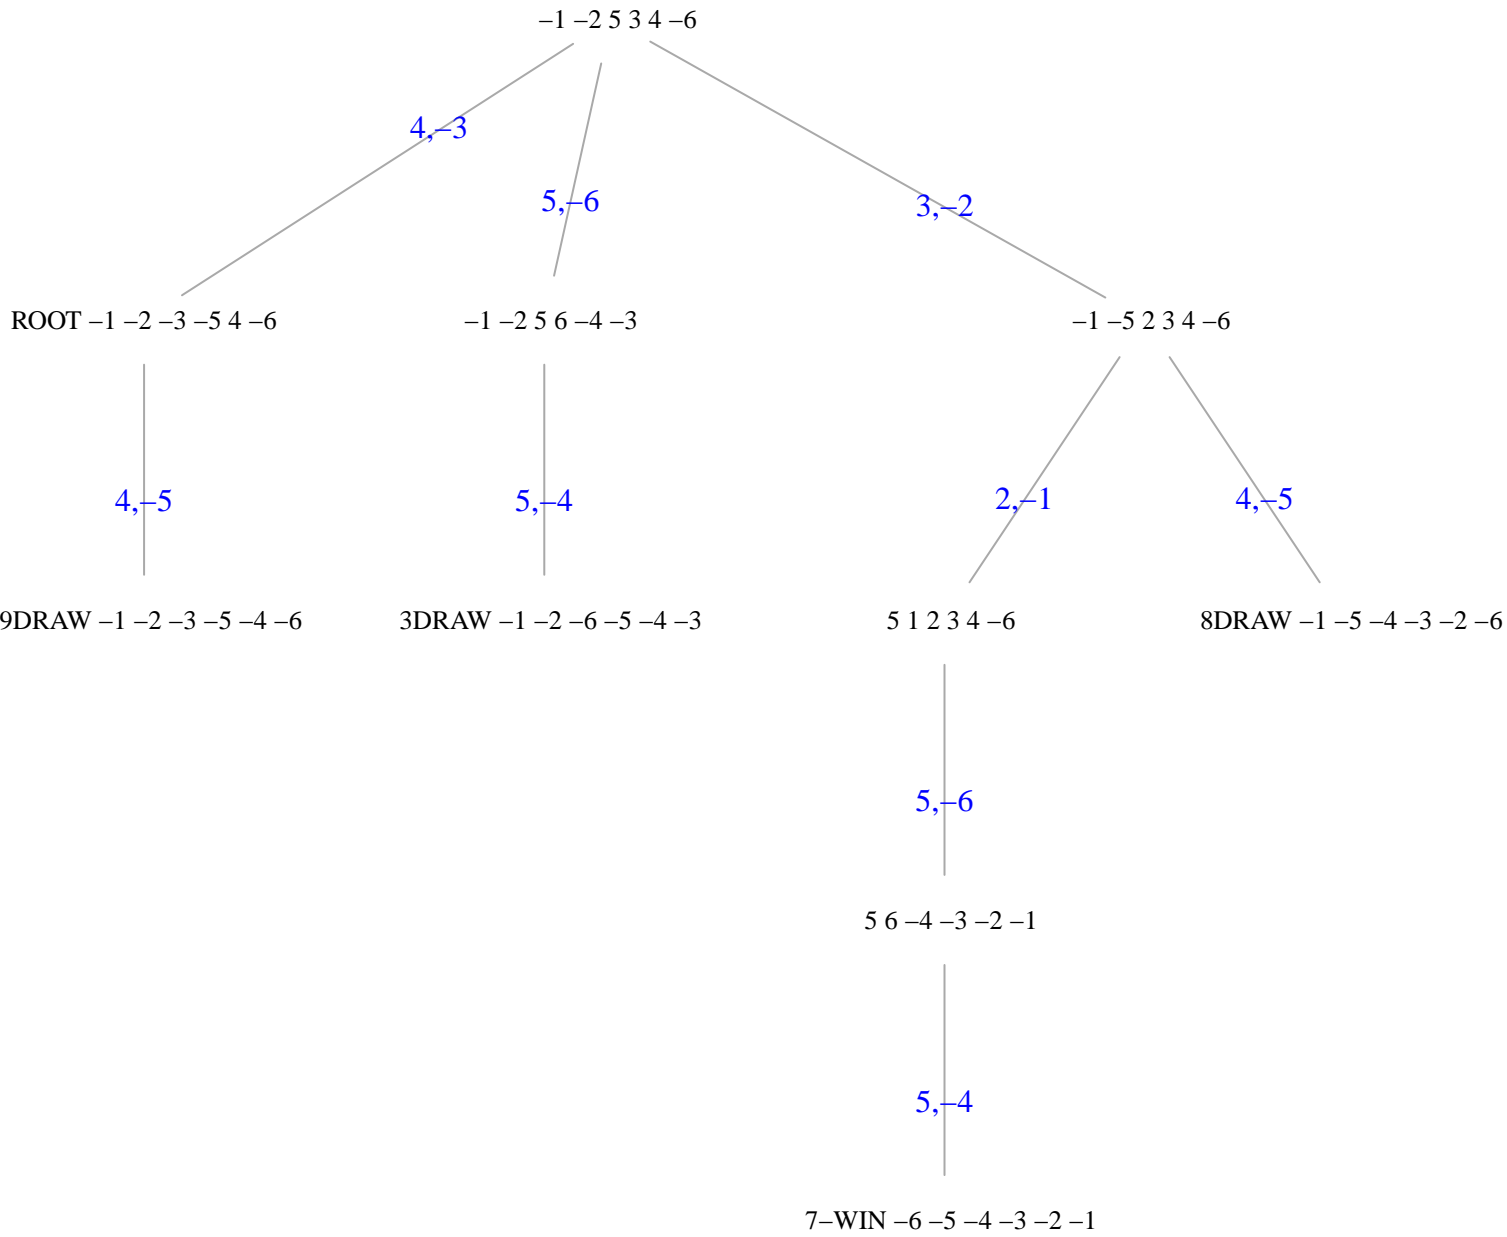 –1 –2 5 3 4 –6
4,–3
5,–6
3,–2
ROOT –1 –2 –3 –5 4 –6
–1 –2 5 6 –4 –3
–1 –5 2 3 4 –6
4,–5
5,–4
2,–1
4,–5
9DRAW –1 –2 –3 –5 –4 –6
3DRAW –1 –2 –6 –5 –4 –3
5 1 2 3 4 –6
8DRAW –1 –5 –4 –3 –2 –6
5,–6
5 6 –4 –3 –2 –1
5,–4
7–WIN –6 –5 –4 –3 –2 –1